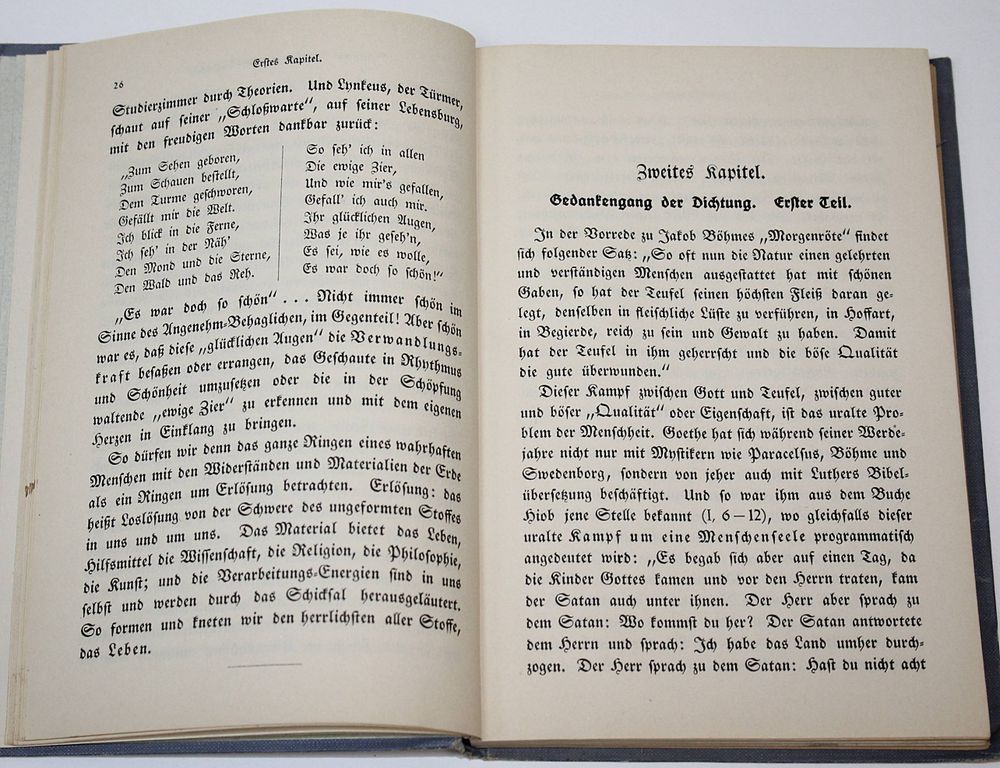 Erstes Kapitel.
26
Studierzimmer durch Theorien. Und Lynkeus, der Türmer,
schaut auf seiner „Schloßwarte“, auf seiner Lebensburg,
mit den freudigen Worten dankbar zurück:
„Zum Sehen geboren,
Zum Schauen bestellt,
Dem Turme geschworen,
Gefällt mir die Welt.
Ich blick in die Ferne,
Ich seh’ in der Näh’
Den Mond und die Sterne,
Den Wald und das Reh.
So seh’ ich in allen
Die ewige Zier,
Und wie mir’s gefallen,
Gefall’ ich auch mir.
Ihr glücklichen Augen,
Was je ihr geseh’n,
Es sei, wie es wolle,
Es war doch so schön!“
„Es war doch so schön“ . . . Nicht immer schön im
Sinne des Angenehm-Behaglichen, im Gegenteil! Aber schön
war es, daß diese „glücklichen Augen“ die Verwandlungs-
kraft besaßen oder errangen, das Geschaute in Rhythmus
und Schönheit umzusetzen oder die in der Schöpfung
waltende „ewige Zier“ zu erkennen und mit dem eigenen
Herzen in Einklang zu bringen.
So dürfen wir denn das ganze Ringen eines wahrhaften
Menschen mit den Widerständen und Materialien der Erde
als ein Ringen um Erlösung betrachten. Erlösung: das
heißt Loslösung von der Schwere des ungeformten Stoffes
in uns und um uns. Das Material bietet das Leben,
Hilfsmittel die Wissenschaft, die Religion, die Philosophie,
die Kunst; und die Verarbeitungs-Energien sind in uns
selbst und werden durch das Schicksal herausgeläutert.
So formen und kneten wir den herrlichsten aller Stoffe,
das Leben.
Zweites Kapitel.
Gedankengang der Dichtung. Erster Teil.
In der Vorrede zu Jakob Böhmes „Morgenröte“ findet
sich folgender Satz: „So oft nun die Natur einen gelehrten
und verständigen Menschen ausgestattet hat mit schönen
Gaben, so hat der Teufel seinen höchsten Fleiß daran ge-
legt, denselben in fleischliche Lüste zu verführen, in Hoffart,
in Begierde, reich zu sein und Gewalt zu haben. Damit
hat der Teufel in ihm geherrscht und die böse Qualität
die gute überwunden.“
Dieser Kampf zwischen Gott und Teufel, zwischen guter
und böser „Qualität“ oder Eigenschaft, ist das uralte Pro-
blem der Menschheit. Goethe hat sich während seiner Werde-
jahre nicht nur mit Mystikern wie Paracelsus, Böhme und
Swedenborg, sondern von jeher auch mit Luthers Bibel-
übersetzung beschäftigt. Und so war ihm aus dem Buche
Hiob jene Stelle bekannt (I, 6—12), wo gleichfalls dieser
uralte Kampf um eine Menschenseele programmatisch
angedeutet wird: „Es begab sich aber auf einen Tag, da
die Kinder Gottes kamen und vor den Herrn traten, kam
der Satan auch unter ihnen. Der Herr aber sprach zu
dem Satan: Wo kommst du her? Der Satan antwortete
dem Herrn und sprach: Ich habe das Land umher durch-
zogen. Der Herr sprach zu dem Satan: Hast du nicht acht